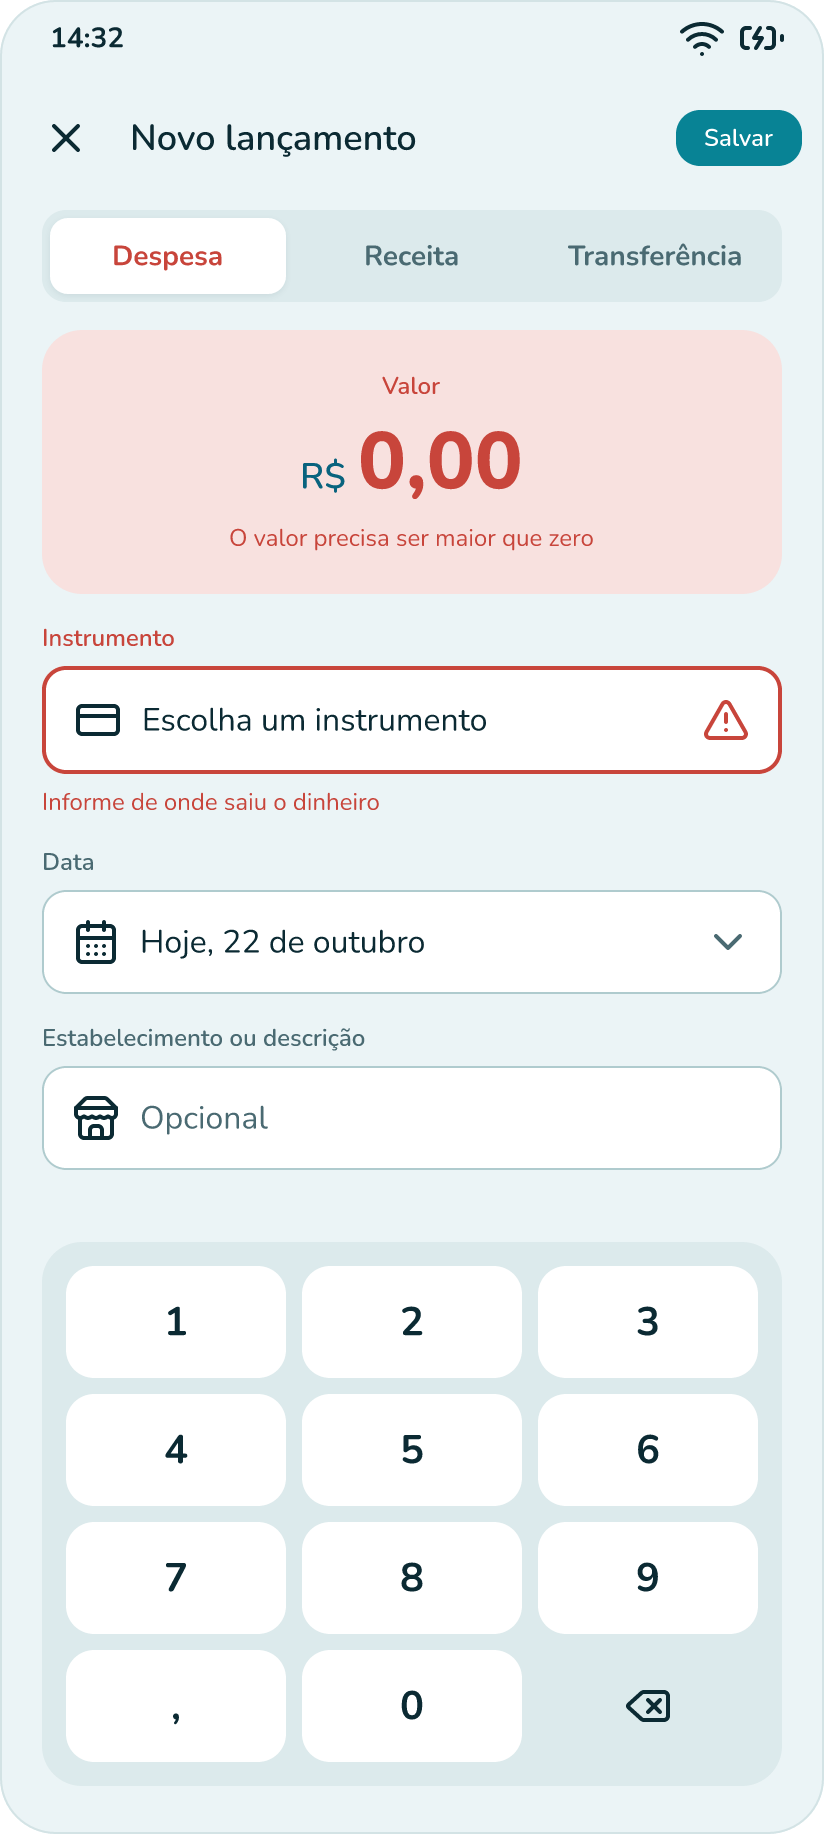 14:32
Novo lançamento
Salvar
Despesa
Receita
Transferência
Valor
R$ 0,00
O valor precisa ser maior que zero
Instrumento
Escolha um instrumento
Informe de onde saiu o dinheiro
Data
Hoje, 22 de outubro
Estabelecimento ou descrição
Opcional
1 2 3
4 5 6
7 8 9
, 0